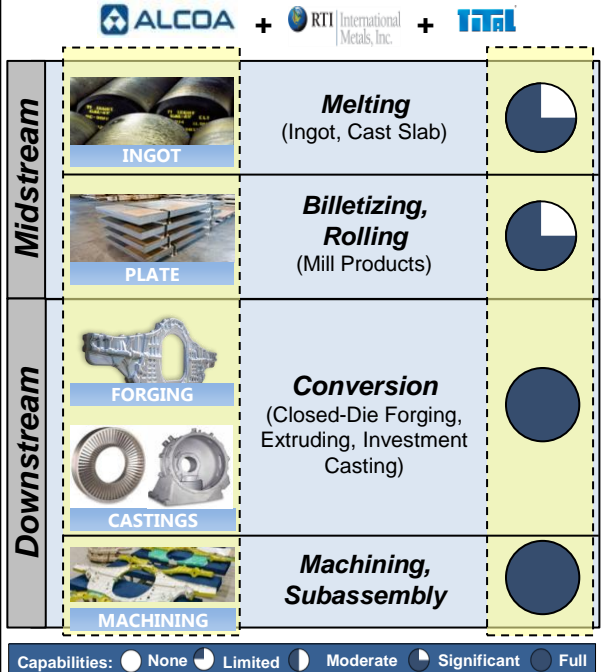 ALCOA + RTI International Metals, Inc. + TITAL
Midstream
INGOT
Melting
(Ingot, Cast Slab)
PLATE
Billetizing,
Rolling
(Mill Products)
Downstream
FORGING
CASTINGS
Conversion
(Closed-Die Forging,
Extruding, Investment
Casting)
MACHINING
Machining,
Subassembly
Capabilities: None Limited Moderate Significant Full